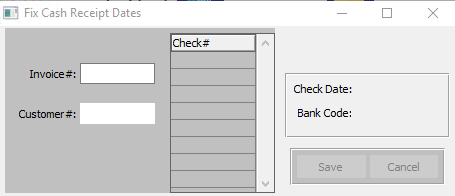 Fix Cash Receipt Dates
Check#
Invoice#:
Customer#:
Check Date:
Bank Code:
Save
Cancel